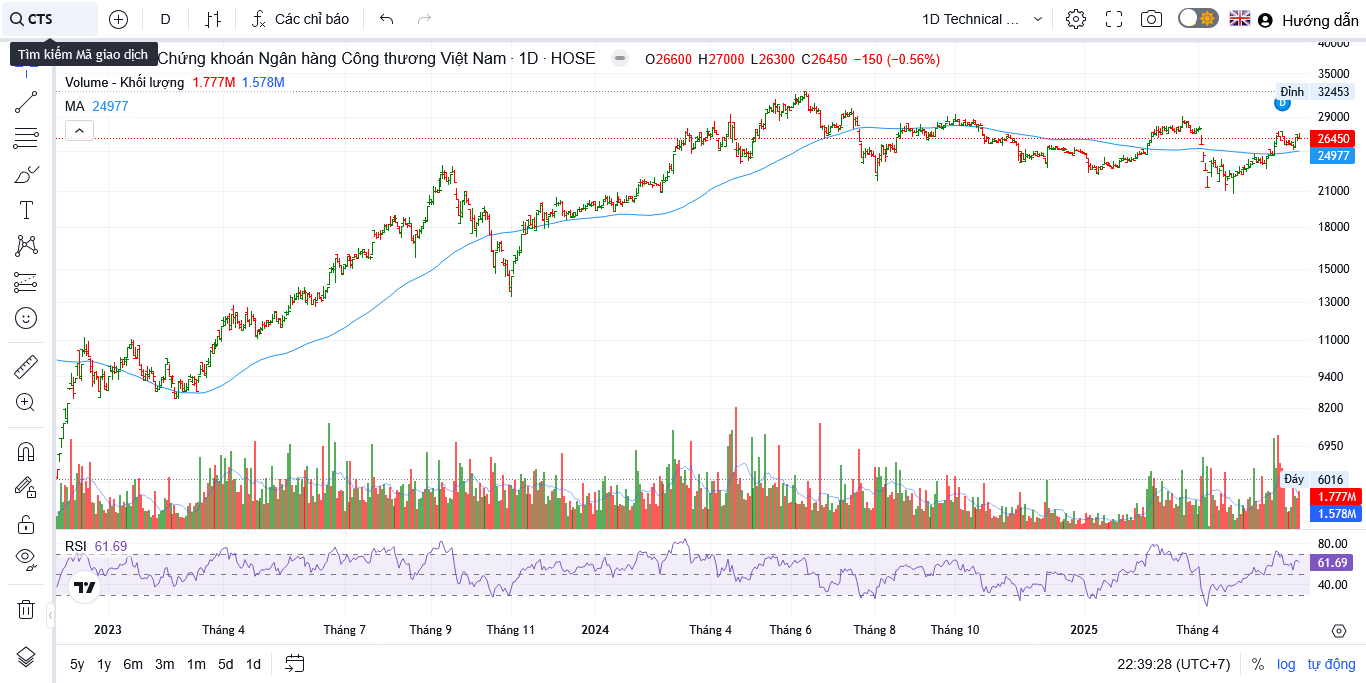 CTS
D
Các chỉ báo
1D Technical ...
Hướng dẫn
Tìm kiếm Mã giao dịch
Chứng khoán Ngân hàng Công thương Việt Nam · 1D · HOSE
O26600 H27000 L26300 C26450 −150 (−0.56%)
Volume - Khối lượng 1.777M 1.578M
MA 24977
40000
35000
Đỉnh 32453
D
29000
26450
24977
21000
18000
15000
13000
11000
9400
8200
6950
Đáy 6016
1.777M
1.578M
RSI 61.69
80.00
61.69
40.00
2023 Tháng 4 Tháng 7 Tháng 9 Tháng 11 2024 Tháng 4 Tháng 6 Tháng 8 Tháng 10 2025 Tháng 4
5y 1y 6m 3m 1m 5d 1d
22:39:28 (UTC+7) % log tự động